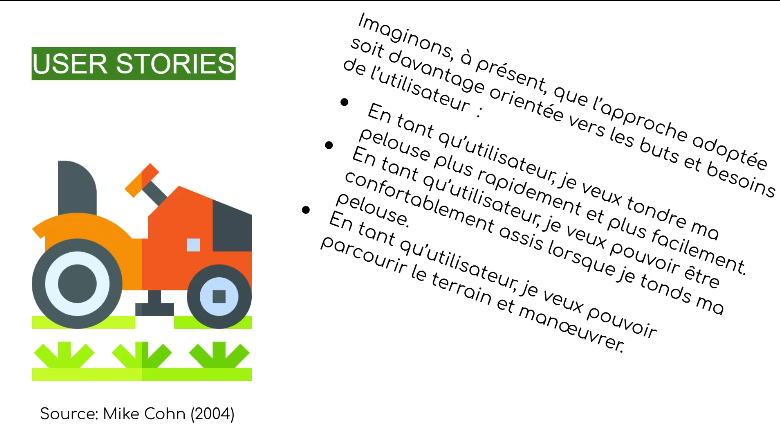 USER STORIES
Imaginons, à présent, que l'approche adoptée
soit davantage orientée vers les buts et besoins
de l'utilisateur :
● En tant qu'utilisateur, je veux tondre ma
pelouse plus rapidement et plus facilement.
● En tant qu'utilisateur, je veux pouvoir être
confortablement assis lorsque je tonds ma
pelouse.
● En tant qu'utilisateur, je veux pouvoir
parcourir le terrain et manœuvrer.
Source: Mike Cohn (2004)